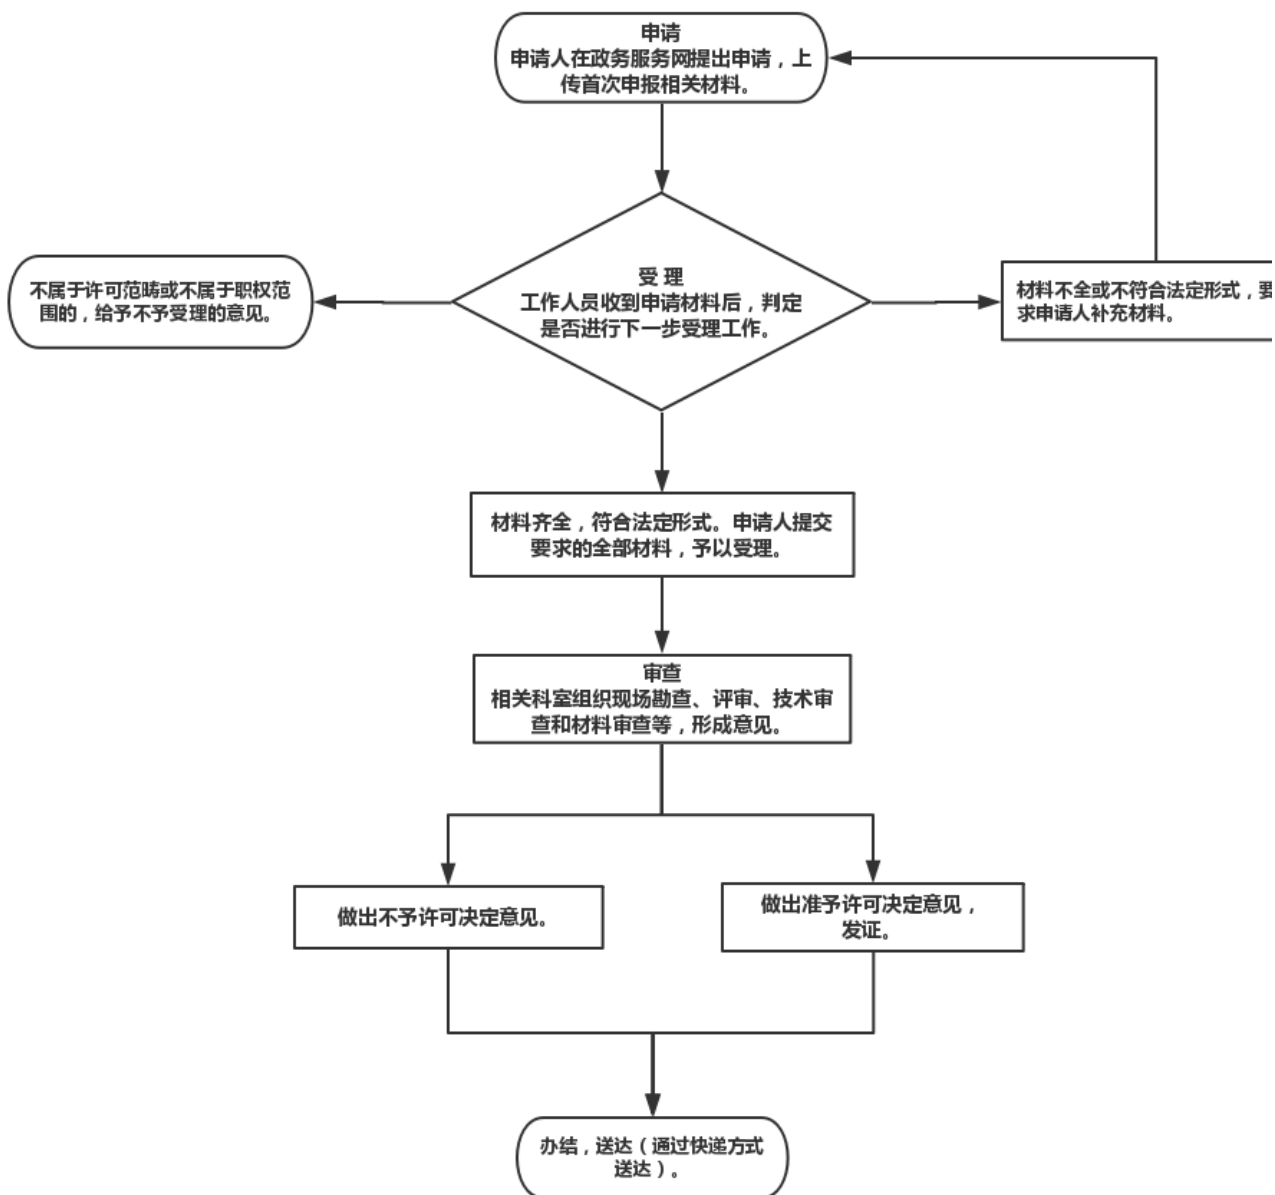 申请
申请人在政务服务网提出申请，上
传首次申报相关材料。
受 理
工作人员收到申请材料后，判定
是否进行下一步受理工作。
不属于许可范畴或不属于职权范
围的，给予不予受理的意见。
材料不全或不符合法定形式，要
求申请人补充材料。
材料齐全，符合法定形式。申请人提交
要求的全部材料，予以受理。
审查
相关科室组织现场勘查、评审、技术审
查和材料审查等，形成意见。
做出不予许可决定意见。
做出准予许可决定意见，
发证。
办结，送达（通过快递方式
送达）。